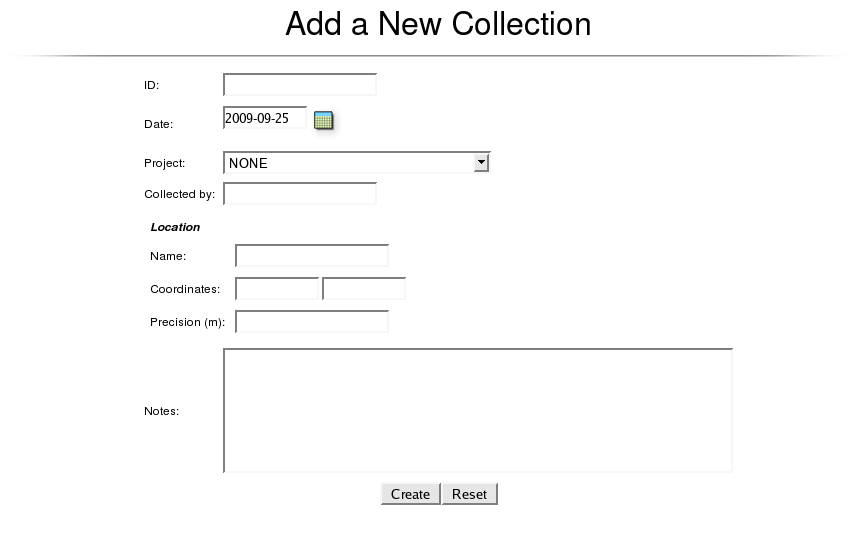 Add a New Collection
ID:
Date: 2009-09-25
Project: NONE
Collected by:
Location
Name:
Coordinates:
Precision (m):
Notes:
Create Reset